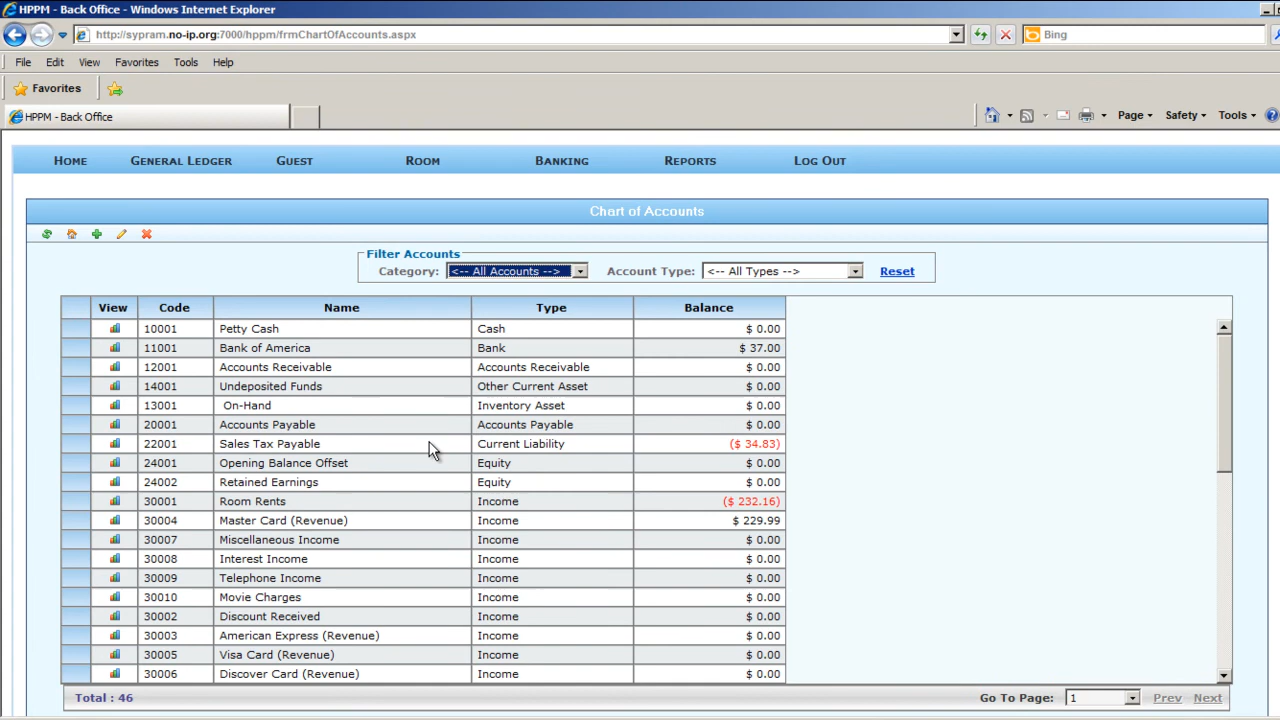 HPPM - Back Office - Windows Internet Explorer
http://sypram.no-ip.org:7000/hppm/frmChartOfAccounts.aspx
Bing
File Edit View Favorites Tools Help
Favorites
HPPM - Back Office
Page Safety Tools
HOME GENERAL LEDGER GUEST ROOM BANKING REPORTS LOG OUT
Chart of Accounts
Filter Accounts
Category: <-- All Accounts --> Account Type: <-- All Types --> Reset
View Code Name Type Balance
10001 Petty Cash Cash $ 0.00
11001 Bank of America Bank $ 37.00
12001 Accounts Receivable Accounts Receivable $ 0.00
14001 Undeposited Funds Other Current Asset $ 0.00
13001 On-Hand Inventory Asset $ 0.00
20001 Accounts Payable Accounts Payable $ 0.00
22001 Sales Tax Payable Current Liability ($ 34.83)
24001 Opening Balance Offset Equity $ 0.00
24002 Retained Earnings Equity $ 0.00
30001 Room Rents Income ($ 232.16)
30004 Master Card (Revenue) Income $ 229.99
30007 Miscellaneous Income Income $ 0.00
30008 Interest Income Income $ 0.00
30009 Telephone Income Income $ 0.00
30010 Movie Charges Income $ 0.00
30002 Discount Received Income $ 0.00
30003 American Express (Revenue) Income $ 0.00
30005 Visa Card (Revenue) Income $ 0.00
30006 Discover Card (Revenue) Income $ 0.00
Total : 46 Go To Page: 1 Prev Next